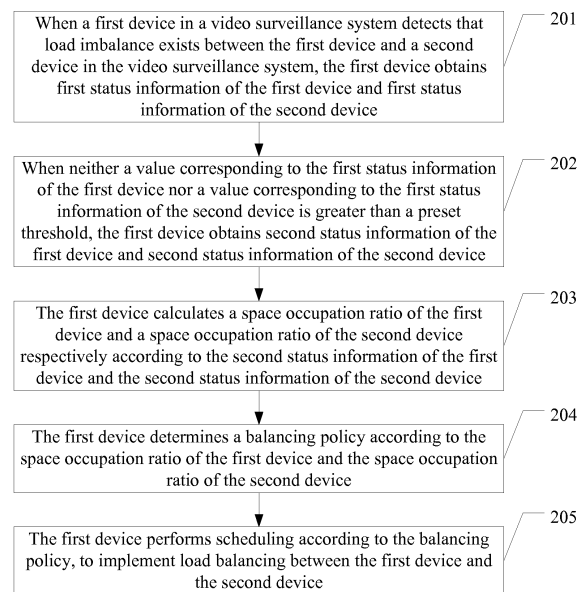 When a first device in a video surveillance system detects that
load imbalance exists between the first device and a second
device in the video surveillance system, the first device obtains
first status information of the first device and first status
information of the second device
201
When neither a value corresponding to the first status information
of the first device nor a value corresponding to the first status
information of the second device is greater than a preset
threshold, the first device obtains second status information of the
first device and second status information of the second device
202
The first device calculates a space occupation ratio of the first
device and a space occupation ratio of the second device
respectively according to the second status information of the first
device and the second status information of the second device
203
The first device determines a balancing policy according to the
space occupation ratio of the first device and the space occupation
ratio of the second device
204
The first device performs scheduling according to the balancing
policy, to implement load balancing between the first device and
the second device
205